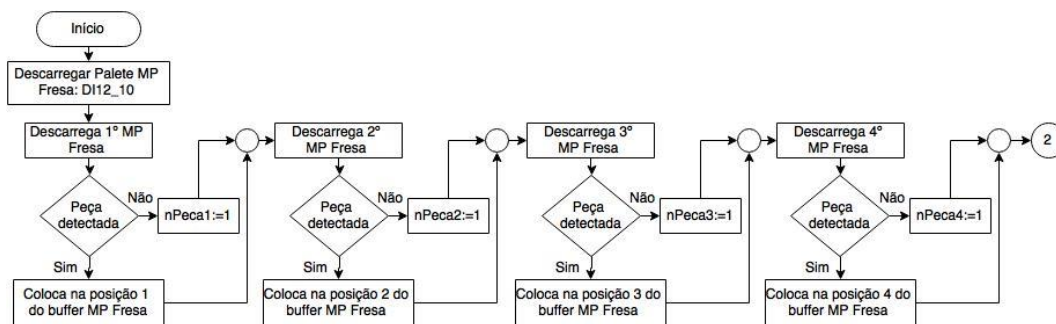 Início
Descarregar Palete MP
Fresa: DI12_10
Descarrega 1º MP
Fresa
Peça
detectada
Não
nPeca1:=1
Sim
Coloca na posição 1
do buffer MP Fresa
Descarrega 2º
MP Fresa
Peça
detectada
Não
nPeca2:=1
Sim
Coloca na posição 2 do
buffer MP Fresa
Descarrega 3º
MP Fresa
Peça
detectada
Não
nPeca3:=1
Sim
Coloca na posição 3 do
buffer MP Fresa
Descarrega 4º
MP Fresa
Peça
detectada
Não
nPeca4:=1
Sim
Coloca na posição 4 do
buffer MP Fresa
2